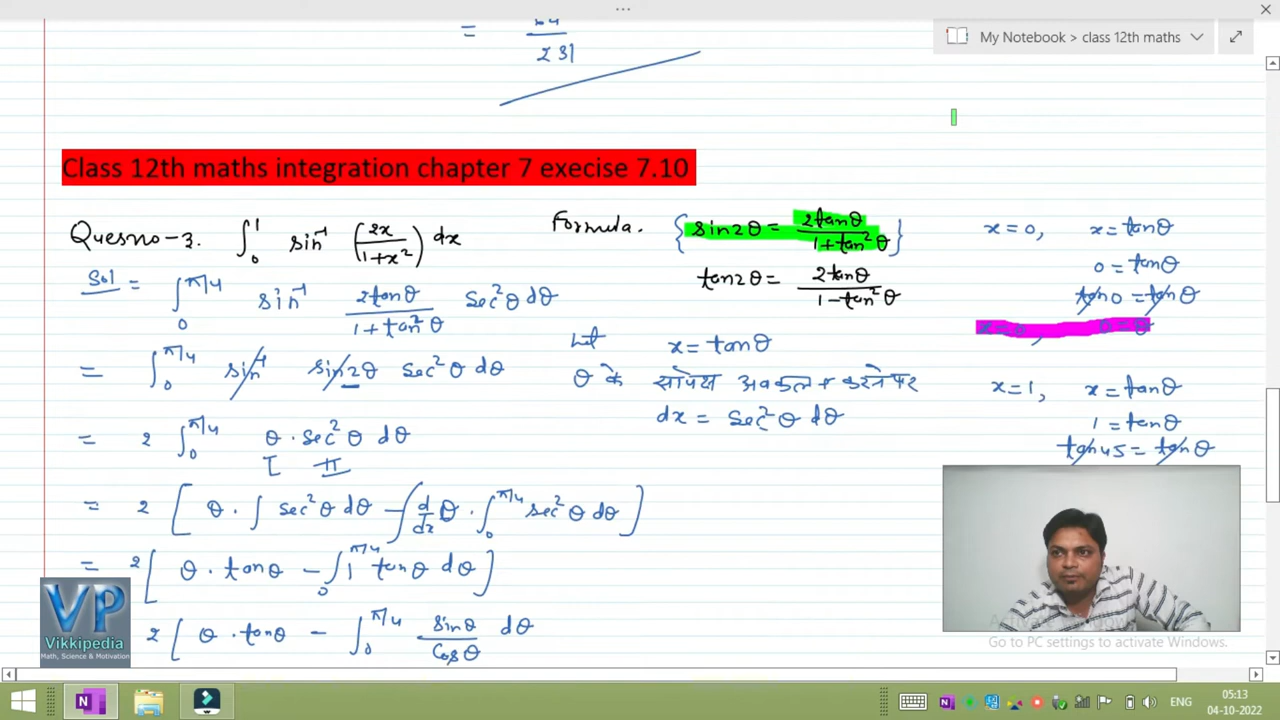 ...
My Notebook > class 12th maths
=
231
Class 12th maths integration chapter 7 execise 7.10
Quesno-3. ∫₀¹ sin⁻¹ (2x/1+x²) dx
Formula. {sin2θ = 2tanθ/1+tan²θ}
tan2θ = 2tanθ/1-tan²θ
x=0, x=tanθ
0=tanθ
tan0=tanθ
Sol = ∫₀^π/4 sin⁻¹ 2tanθ/1+tan²θ sec²θ dθ
= ∫₀^π/4 sin⁻¹ sin2θ sec²θ dθ
Let x=tanθ
θ के सापेक्ष अवकलन करने पर
dx = sec²θ dθ
x=1, x=tanθ
1=tanθ
tan45=tanθ
= 2 ∫₀^π/4 θ·sec²θ dθ
I II
= 2 [θ·∫ sec²θ dθ - ∫ d/dx θ · ∫₀^π/4 sec²θ dθ]
= 2 [θ·tanθ - ∫₀^π/4 1 tanθ dθ]
2 [θ·tanθ - ∫₀^π/4 sinθ/cosθ dθ
VP
Vikkipedia
Math, Science & Motivation
Go to PC settings to activate Windows.
ENG
05:13
04-10-2022